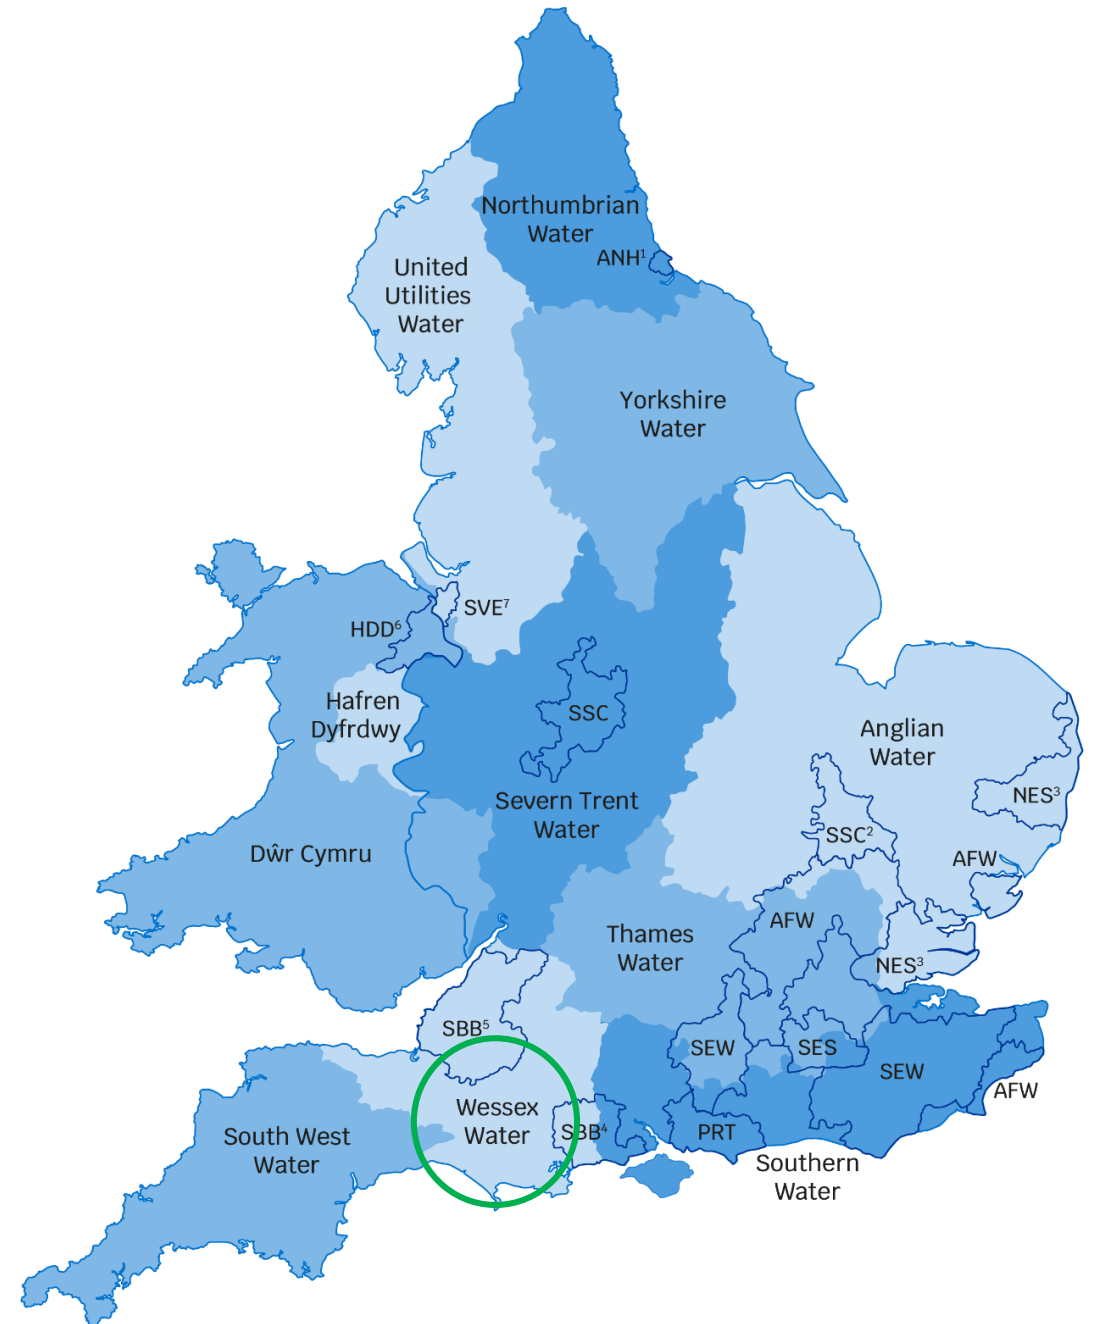 Northumbrian
Water
ANH¹
United
Utilities
Water
Yorkshire
Water
SVE⁷
HDD⁶
Hafren
Dyfrdwy
SSC
Anglian
Water
NES³
Severn Trent
Water
SSC²
Dŵr Cymru
AFW
AFW
Thames
Water
NES³
SBB⁵
SEW
SES
SEW
AFW
Wessex
Water
SBB⁴
PRT
South West
Water
Southern
Water